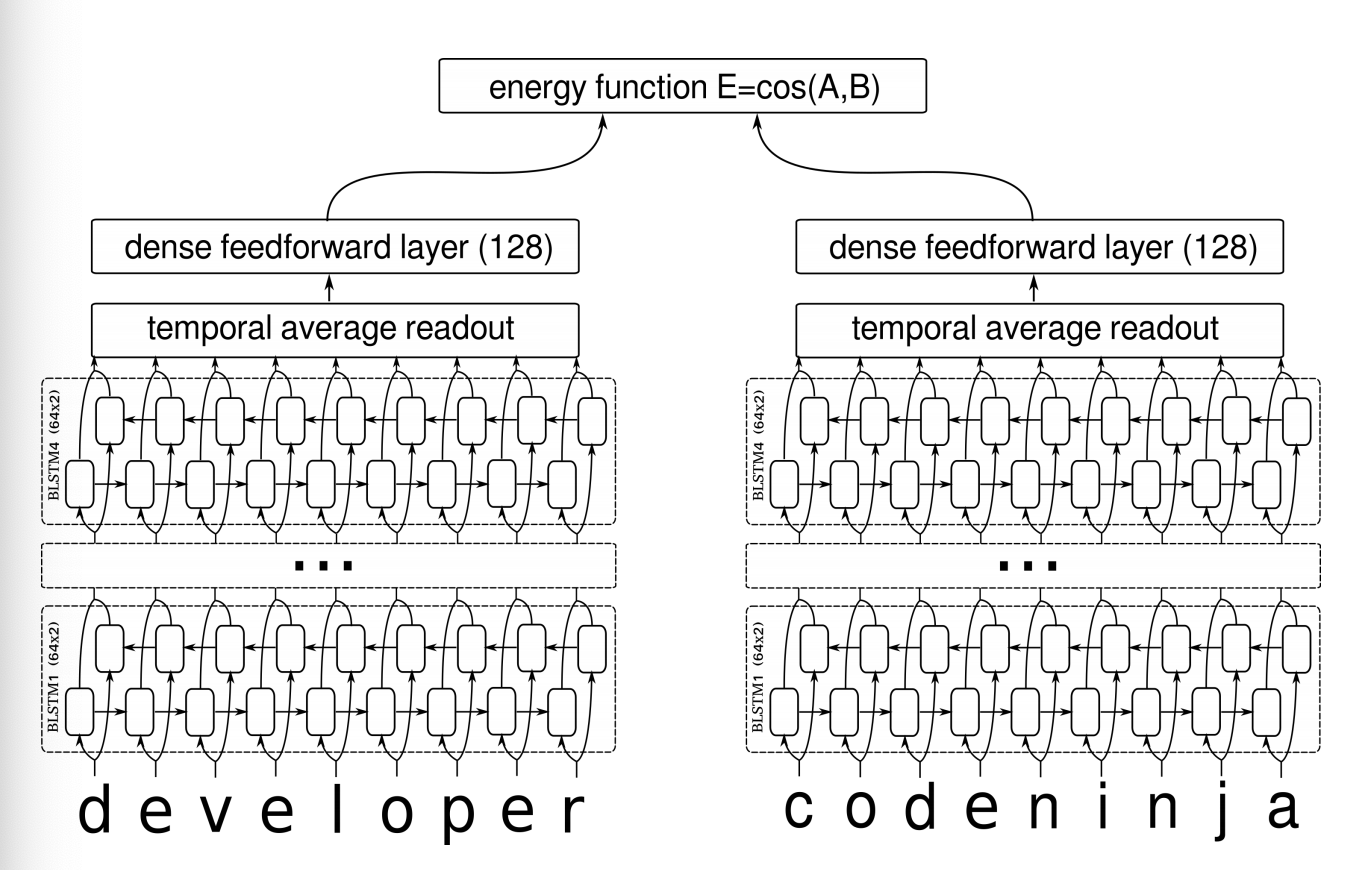 energy function E=cos(A,B)
dense feedforward layer (128)
dense feedforward layer (128)
temporal average readout
temporal average readout
BLSTM4 (64x2)
BLSTM4 (64x2)
...
...
BLSTM1 (64x2)
BLSTM1 (64x2)
d e v e l o p e r
c o d e n i n j a